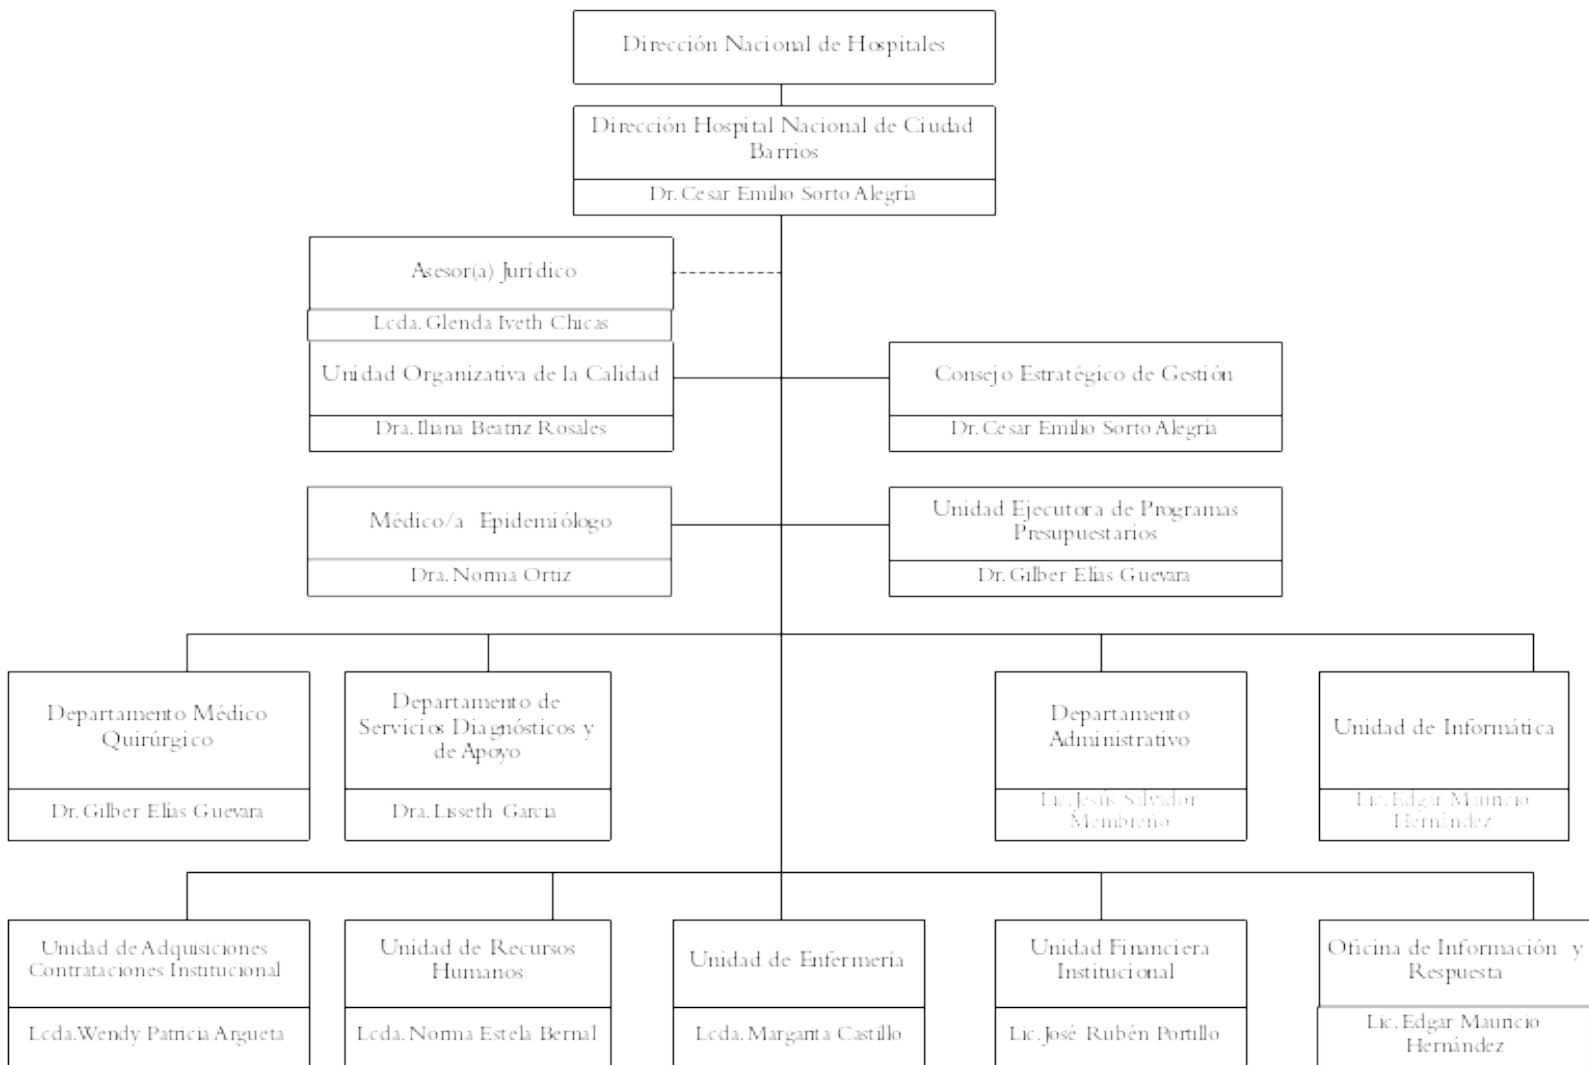 Dirección Nacional de Hospitales
Dirección Hospital Nacional de Ciudad
Barrios
Dr. Cesar Emilio Sorto Alegría
Asesor(a) Jurídico
Lcda. Glenda Iveth Chicas
Unidad Organizativa de la Calidad
Dra. Iliana Beatriz Rosales
Consejo Estratégico de Gestión
Dr. Cesar Emilio Sorto Alegría
Médico/a Epidemiólogo
Dra. Norma Ortiz
Unidad Ejecutora de Programas
Presupuestarios
Dr. Gilber Elías Guevara
Departamento Médico
Quirúrgico
Dr. Gilber Elías Guevara
Departamento de
Servicios Diagnósticos y
de Apoyo
Dra. Lisseth Garcia
Departamento
Administrativo
Lic. Jesús Salvador
Membreño
Unidad de Informática
Lic. Edgar Mauricio
Hernández
Unidad de Adquisiciones
Contrataciones Institucional
Lcda. Wendy Patricia Argueta
Unidad de Recursos
Humanos
Lcda. Norma Estela Bernal
Unidad de Enfermería
Lcda. Margarita Castillo
Unidad Financiera
Institucional
Lic. José Rubén Portillo
Oficina de Información y
Respuesta
Lic. Edgar Mauricio
Hernández